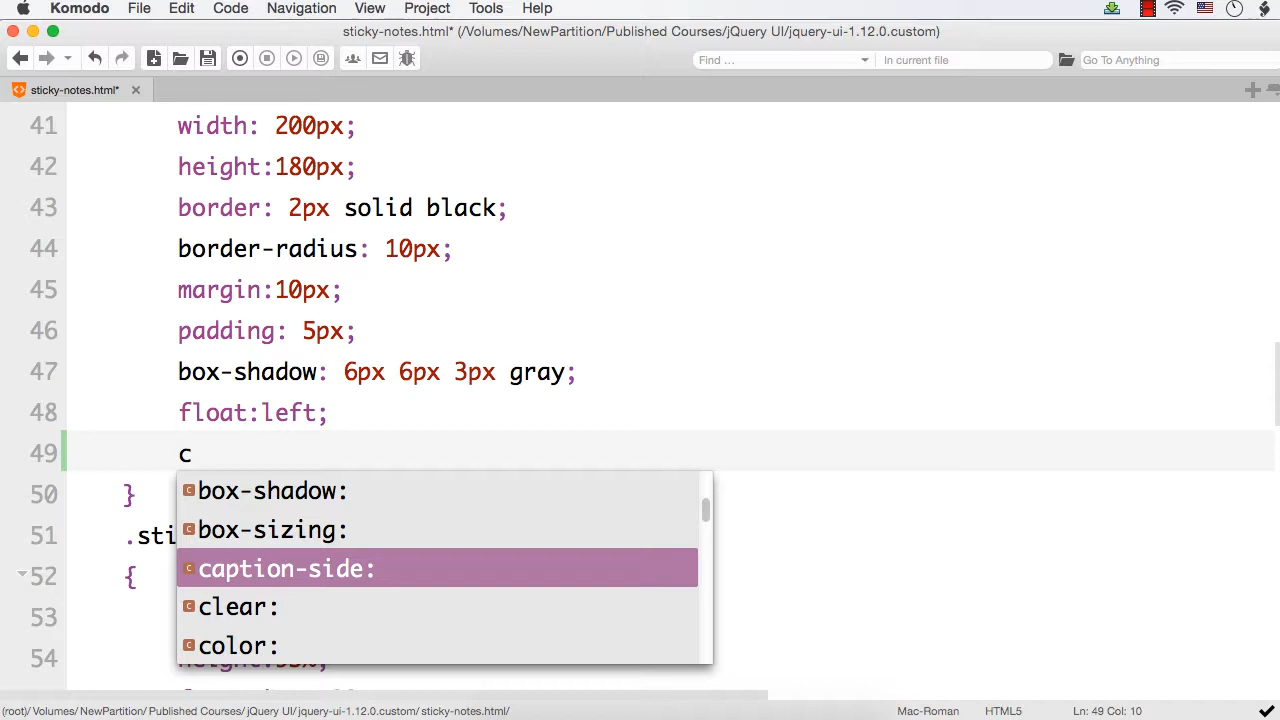 Komodo File Edit Code Navigation View Project Tools Help
sticky-notes.html* (/Volumes/NewPartition/Published Courses/jQuery UI/jquery-ui-1.12.0.custom)
Find ... In current file Go To Anything
sticky-notes.html*
41 width: 200px;
42 height:180px;
43 border: 2px solid black;
44 border-radius: 10px;
45 margin:10px;
46 padding: 5px;
47 box-shadow: 6px 6px 3px gray;
48 float:left;
49 c
box-shadow:
50 }
box-sizing:
51 .sti
caption-side:
52 {
clear:
53
color:
54
(root)/ Volumes/ NewPartition/ Published Courses/ jQuery UI/ jquery-ui-1.12.0.custom/ sticky-notes.html/
Mac-Roman HTML5 Ln: 49 Col: 10